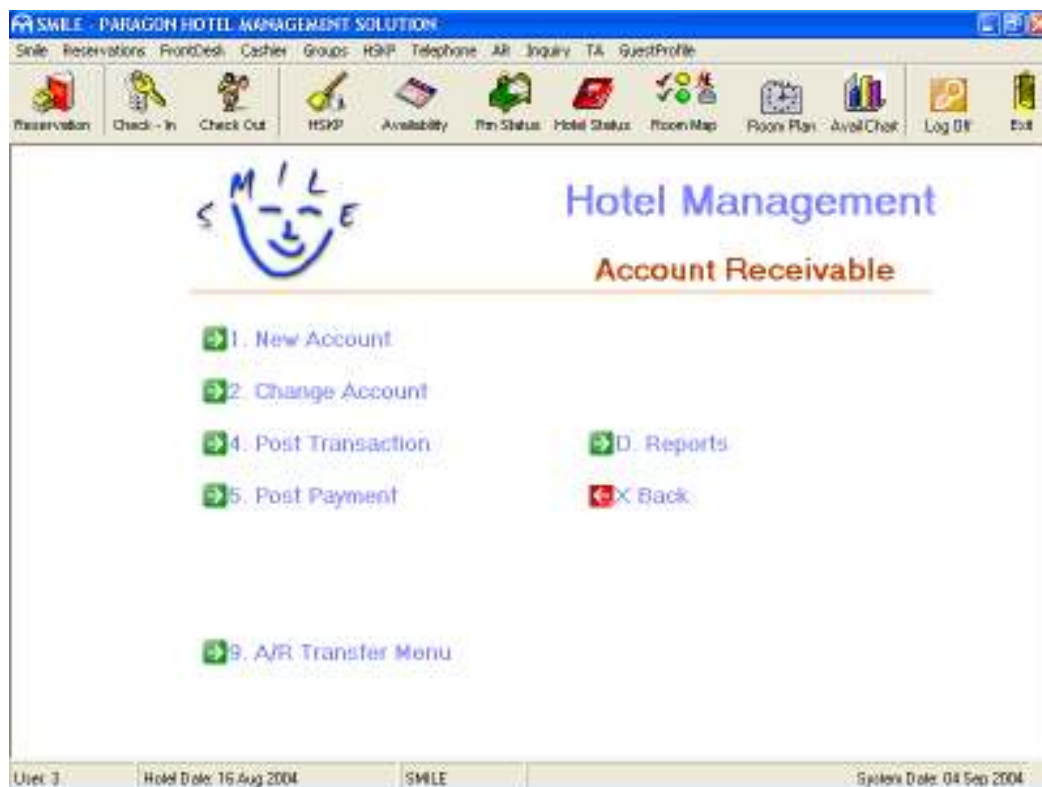 SMILE - PARAGON HOTEL MANAGEMENT SOLUTION
Smile Reservations FrontDesk Cashier Groups HSKP Telephone AR Inquiry TA GuestProfile
Reservation Check - In Check Out HSKP Availability Rm Status Hotel Status Room Map Room Plan Avail Chart Log Off Exit
S M I L E
Hotel Management
Account Receivable
1. New Account
2. Change Account
4. Post Transaction
D. Reports
5. Post Payment
X Back
9. A/R Transfer Menu
User: 3 Hotel Date: 16 Aug 2004 SMILE System Date: 04 Sep 2004